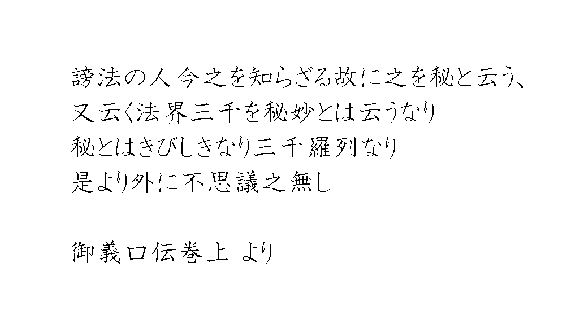 謗法の人今之を知らざる故に之を秘と云う、
又云く法界三千を秘妙とは云うなり
秘とはきびしきなり三千羅列なり
是より外に不思議之無し
御義口伝巻上 より